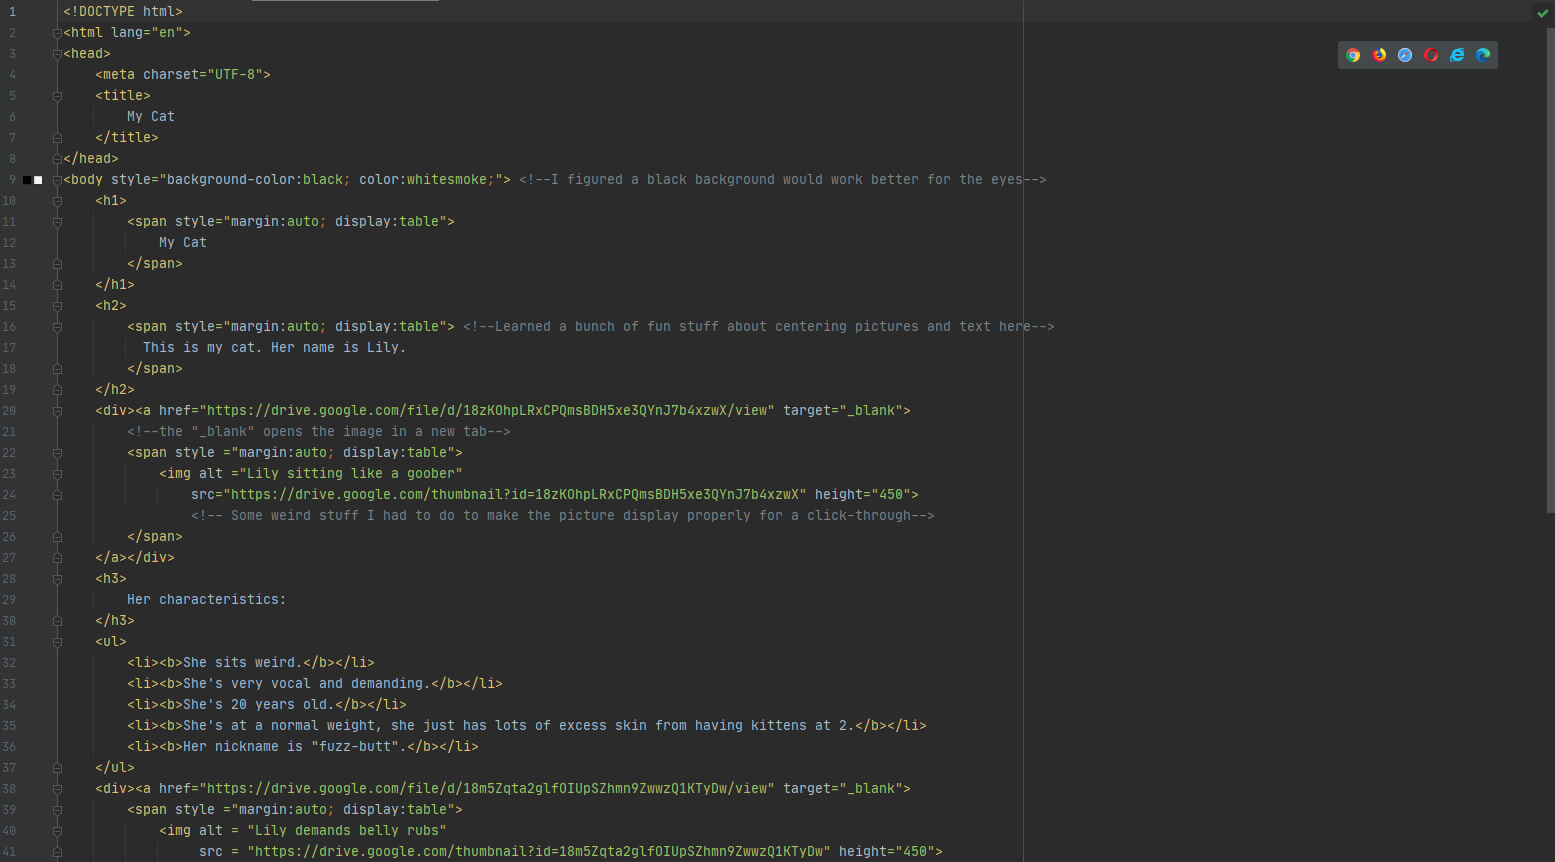 1 <!DOCTYPE html>
2 <html lang="en">
3 <head>
4     <meta charset="UTF-8">
5     <title>
6         My Cat
7     </title>
8 </head>
9 <body style="background-color:black; color:whitesmoke;"> <!--I figured a black background would work better for the eyes-->
10     <h1>
11         <span style="margin:auto; display:table">
12             My Cat
13         </span>
14     </h1>
15     <h2>
16         <span style="margin:auto; display:table"> <!--Learned a bunch of fun stuff about centering pictures and text here-->
17           This is my cat. Her name is Lily.
18         </span>
19     </h2>
20     <div><a href="https://drive.google.com/file/d/18zKOhpLRxCPQmsBDH5xe3QYnJ7b4xzwX/view" target="_blank">
21         <!--the "_blank" opens the image in a new tab-->
22         <span style ="margin:auto; display:table">
23             <img alt ="Lily sitting like a goober"
24                 src="https://drive.google.com/thumbnail?id=18zKOhpLRxCPQmsBDH5xe3QYnJ7b4xzwX" height="450">
25                 <!-- Some weird stuff I had to do to make the picture display properly for a click-through-->
26         </span>
27     </a></div>
28     <h3>
29         Her characteristics:
30     </h3>
31     <ul>
32         <li><b>She sits weird.</b></li>
33         <li><b>She's very vocal and demanding.</b></li>
34         <li><b>She's 20 years old.</b></li>
35         <li><b>She's at a normal weight, she just has lots of excess skin from having kittens at 2.</b></li>
36         <li><b>Her nickname is "fuzz-butt".</b></li>
37     </ul>
38     <div><a href="https://drive.google.com/file/d/18m5Zqta2glfOIUpSZhmn9ZwwzQ1KTyDw/view" target="_blank">
39         <span style ="margin:auto; display:table">
40             <img alt = "Lily demands belly rubs"
41                  src = "https://drive.google.com/thumbnail?id=18m5Zqta2glfOIUpSZhmn9ZwwzQ1KTyDw" height="450">